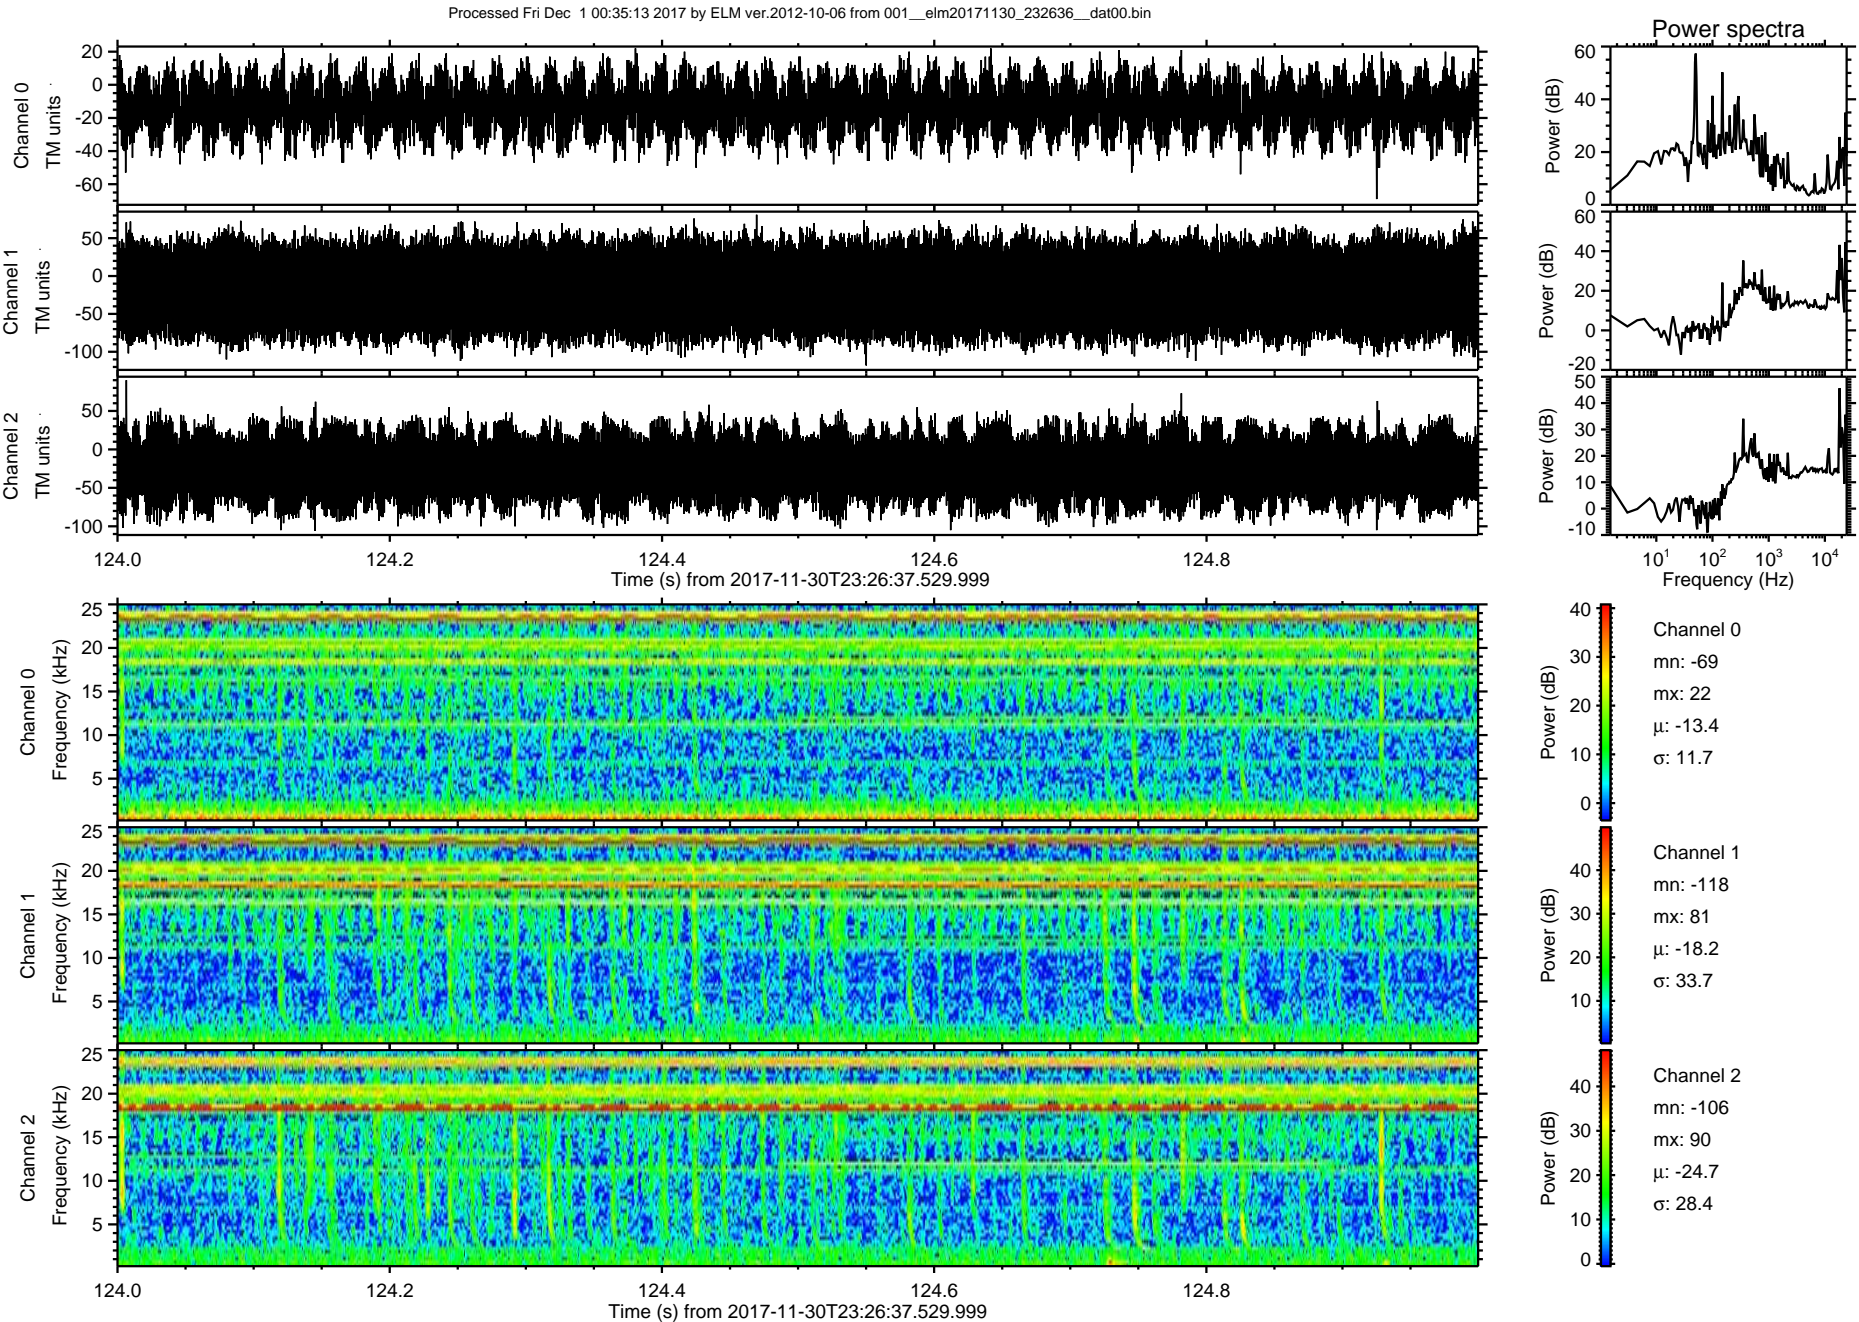 Processed Fri Dec  1 00:35:13 2017 by ELM ver.2012-10-06 from 001__elm20171130_232636__dat00.bin
Power spectra
Channel 0
TM units
20
0
-20
-40
-60
Power (dB)
60
40
20
0
Channel 1
TM units
50
0
-50
-100
Power (dB)
60
40
20
0
-20
Channel 2
TM units
50
0
-50
-100
Power (dB)
50
40
30
20
10
0
-10
124.0 124.2 124.4 124.6 124.8
Time (s) from 2017-11-30T23:26:37.529.999
10^1 10^2 10^3 10^4
Frequency (Hz)
Channel 0
Frequency (kHz)
25
20
15
10
5
Power (dB)
40
30
20
10
0
Channel 0
mn: -69
mx: 22
µ: -13.4
σ: 11.7
Channel 1
Frequency (kHz)
25
20
15
10
5
Power (dB)
40
30
20
10
Channel 1
mn: -118
mx: 81
µ: -18.2
σ: 33.7
Channel 2
Frequency (kHz)
25
20
15
10
5
Power (dB)
40
30
20
10
0
Channel 2
mn: -106
mx: 90
µ: -24.7
σ: 28.4
124.0 124.2 124.4 124.6 124.8
Time (s) from 2017-11-30T23:26:37.529.999